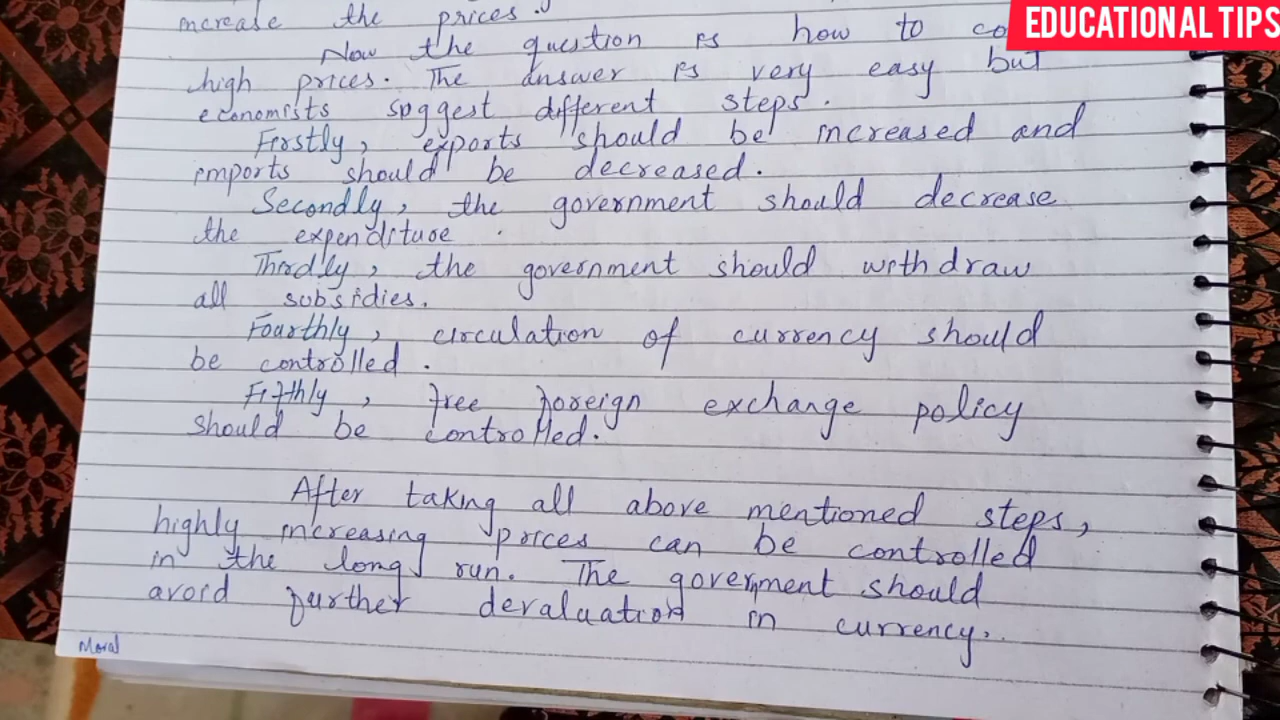 EDUCATIONAL TIPS
increase the prices.
Now the question is how to co
high prices. The answer is very easy but
economists suggest different steps.
Firstly, exports should be increased and
imports should be decreased.
Secondly, the government should decrease
the expenditure.
Thirdly, the government should withdraw
all subsidies.
Fourthly, circulation of currency should
be controlled.
Fifthly, free foreign exchange policy
should be controlled.
After taking all above mentioned steps,
highly increasing prices can be controlled
in the long run. The government should
avoid further devaluation in currency.
Moral